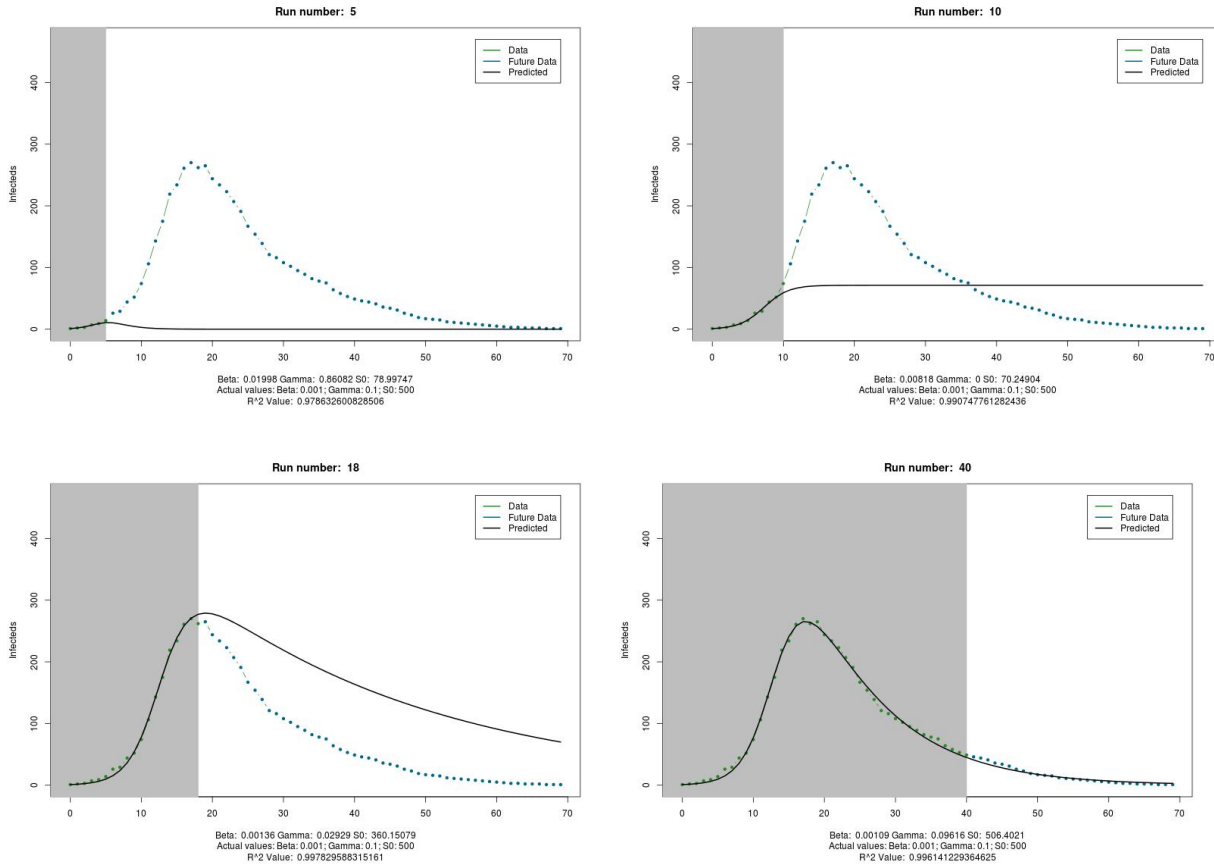 Run number: 5
Data
Future Data
Predicted
Infecteds
400
300
200
100
0
0 10 20 30 40 50 60 70
Beta: 0.01998 Gamma: 0.86082 S0: 78.99747
Actual values: Beta: 0.001; Gamma: 0.1; S0: 500
R^2 Value: 0.978632600828506
Run number: 10
Data
Future Data
Predicted
Infecteds
400
300
200
100
0
0 10 20 30 40 50 60 70
Beta: 0.00818 Gamma: 0 S0: 70.24904
Actual values: Beta: 0.001; Gamma: 0.1; S0: 500
R^2 Value: 0.990747761282436
Run number: 18
Data
Future Data
Predicted
Infecteds
400
300
200
100
0
0 10 20 30 40 50 60 70
Beta: 0.00136 Gamma: 0.02929 S0: 360.15079
Actual values: Beta: 0.001; Gamma: 0.1; S0: 500
R^2 Value: 0.997829588315161
Run number: 40
Data
Future Data
Predicted
Infecteds
400
300
200
100
0
0 10 20 30 40 50 60 70
Beta: 0.00109 Gamma: 0.09616 S0: 506.4021
Actual values: Beta: 0.001; Gamma: 0.1; S0: 500
R^2 Value: 0.996141229364625